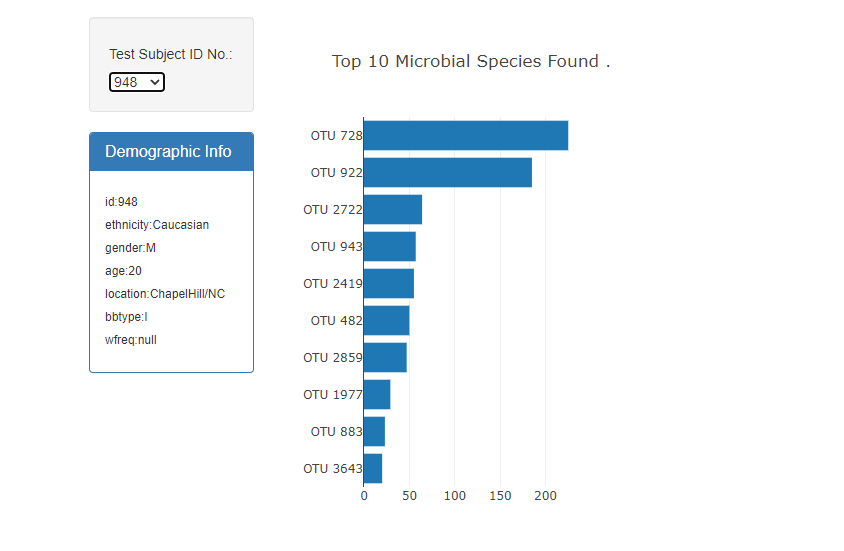 Test Subject ID No.:
948
Demographic Info
id:948
ethnicity:Caucasian
gender:M
age:20
location:ChapelHill/NC
bbtype:I
wfreq:null
Top 10 Microbial Species Found .
OTU 728
OTU 922
OTU 2722
OTU 943
OTU 2419
OTU 482
OTU 2859
OTU 1977
OTU 883
OTU 3643
0 50 100 150 200